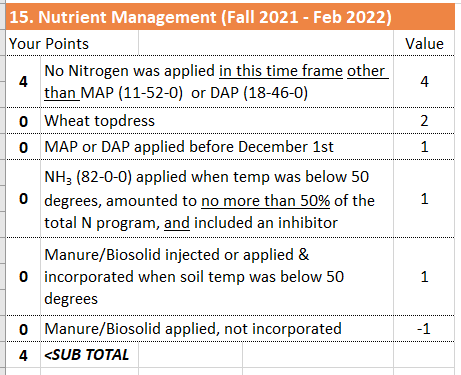 15. Nutrient Management (Fall 2021 - Feb 2022)
Your Points Value
No Nitrogen was applied in this time frame other
4 than MAP (11-52-0) or DAP (18-46-0) 4
0 Wheat topdress 2
0 MAP or DAP applied before December 1st 1
NH₃ (82-0-0) applied when temp was below 50
0 degrees, amounted to no more than 50% of the 1
total N program, and included an inhibitor
Manure/Biosolid injected or applied &
0 incorporated when soil temp was below 50 1
degrees
0 Manure/Biosolid applied, not incorporated -1
4 <SUB TOTAL